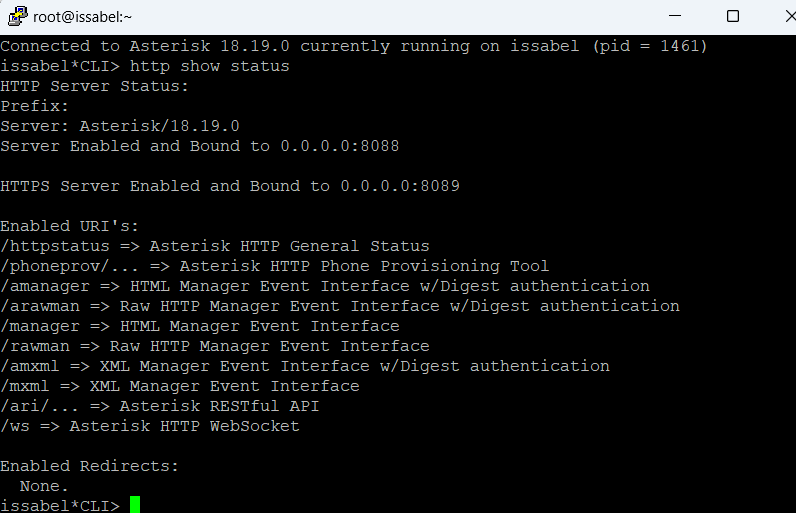 root@issabel:~
Connected to Asterisk 18.19.0 currently running on issabel (pid = 1461)
issabel*CLI> http show status
HTTP Server Status:
Prefix:
Server: Asterisk/18.19.0
Server Enabled and Bound to 0.0.0.0:8088
HTTPS Server Enabled and Bound to 0.0.0.0:8089
Enabled URI's:
/httpstatus => Asterisk HTTP General Status
/phoneprov/... => Asterisk HTTP Phone Provisioning Tool
/amanager => HTML Manager Event Interface w/Digest authentication
/arawman => Raw HTTP Manager Event Interface w/Digest authentication
/manager => HTML Manager Event Interface
/rawman => Raw HTTP Manager Event Interface
/amxml => XML Manager Event Interface w/Digest authentication
/mxml => XML Manager Event Interface
/ari/... => Asterisk RESTful API
/ws => Asterisk HTTP WebSocket
Enabled Redirects:
None.
issabel*CLI>